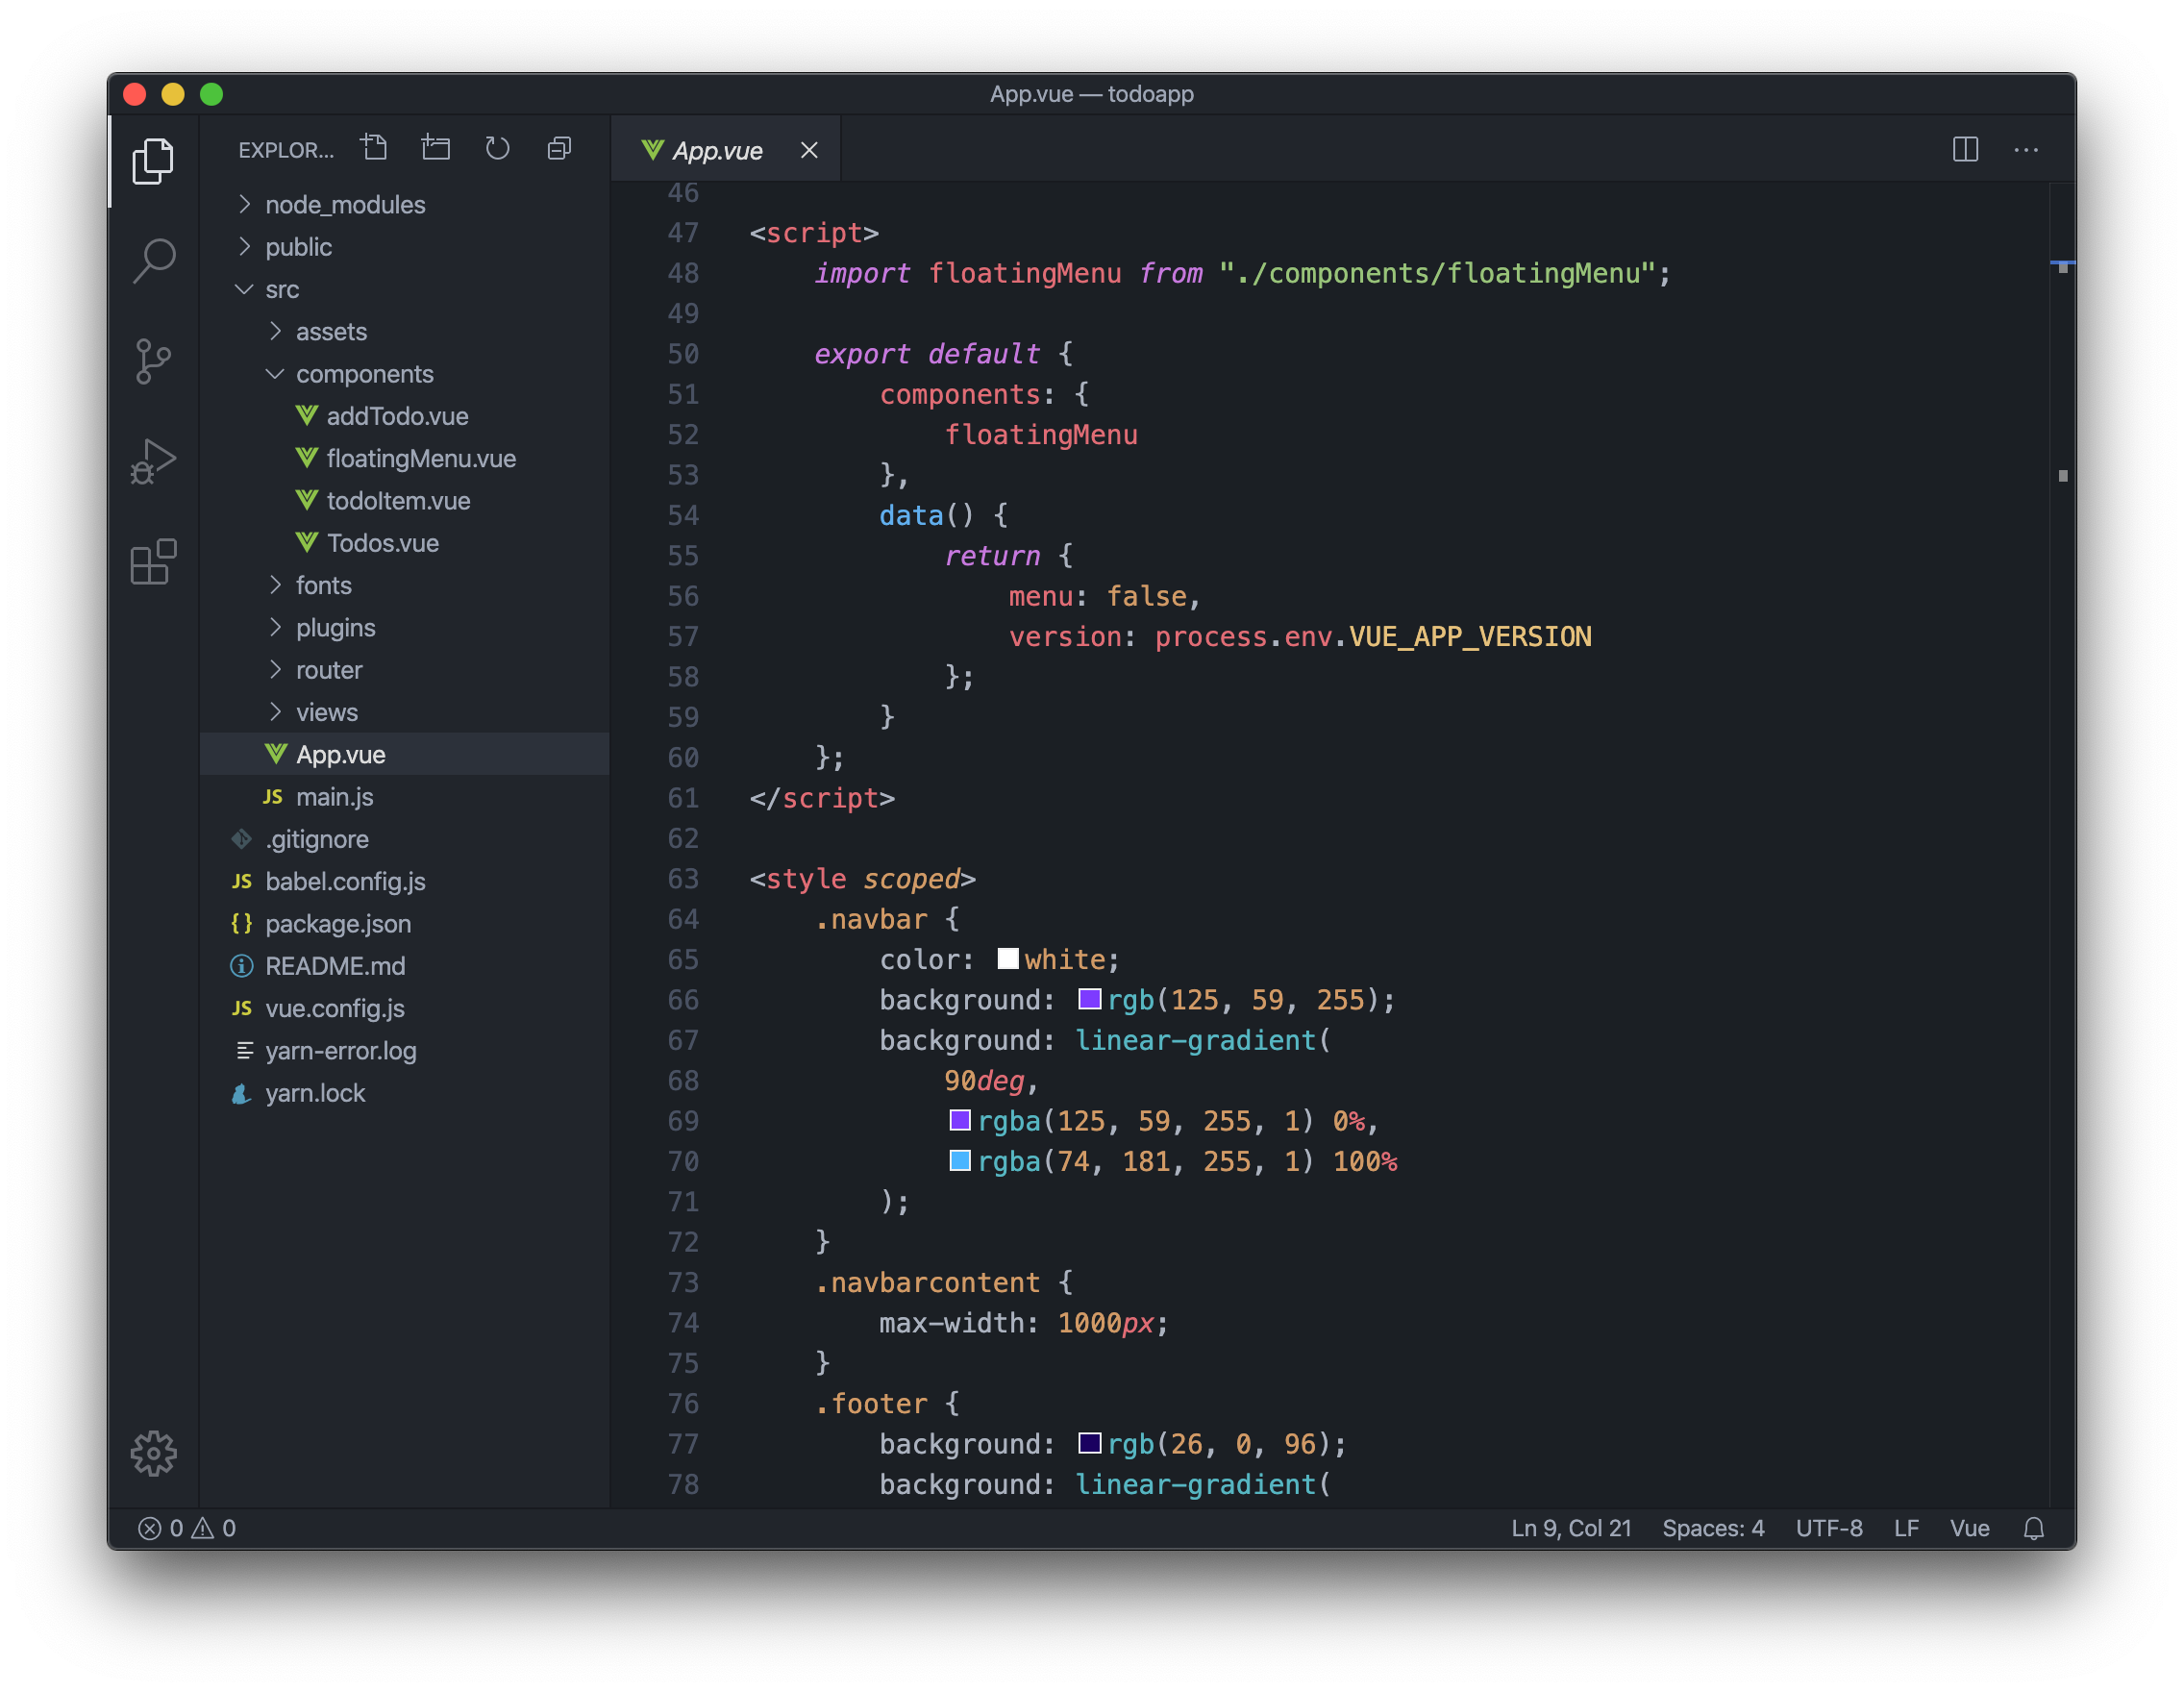 App.vue — todoapp
EXPLOR...
node_modules
public
src
assets
components
addTodo.vue
floatingMenu.vue
todoItem.vue
Todos.vue
fonts
plugins
router
views
App.vue
JS main.js
.gitignore
JS babel.config.js
{} package.json
README.md
JS vue.config.js
yarn-error.log
yarn.lock
App.vue
46
47 <script>
48     import floatingMenu from "./components/floatingMenu";
49
50     export default {
51         components: {
52             floatingMenu
53         },
54         data() {
55             return {
56                 menu: false,
57                 version: process.env.VUE_APP_VERSION
58             };
59         }
60     };
61 </script>
62
63 <style scoped>
64     .navbar {
65         color: white;
66         background: rgb(125, 59, 255);
67         background: linear-gradient(
68             90deg,
69             rgba(125, 59, 255, 1) 0%,
70             rgba(74, 181, 255, 1) 100%
71         );
72     }
73     .navbarcontent {
74         max-width: 1000px;
75     }
76     .footer {
77         background: rgb(26, 0, 96);
78         background: linear-gradient(
0 0
Ln 9, Col 21 Spaces: 4 UTF-8 LF Vue